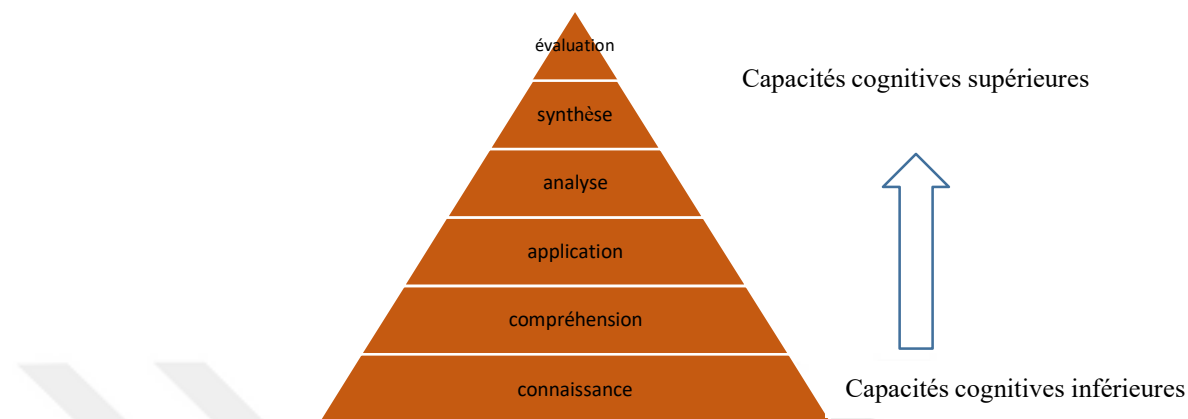 évaluation
Capacités cognitives supérieures
synthèse
analyse
application
compréhension
connaissance
Capacités cognitives inférieures